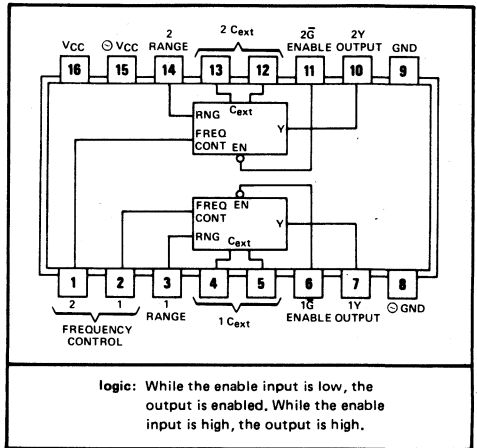 2 2 Cext 2G̅ 2Y
VCC ⊙ VCC RANGE ENABLE OUTPUT GND
16 15 14 13 12 11 10 9
RNG Cext
FREQ Y
CONT EN
FREQ EN
CONT Y
RNG
Cext
1 2 3 4 5 6 7 8
2 1 1 1G̅ 1Y ⊙ GND
FREQUENCY RANGE 1 Cext ENABLE OUTPUT
CONTROL
logic: While the enable input is low, the
output is enabled. While the enable
input is high, the output is high.